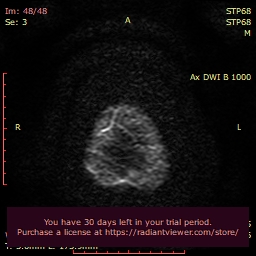 Im: 48/48
Se: 3
A
STP68
STP68
M
Ax DWI B 1000
R
L
You have 30 days left in your trial period.
Purchase a license at https://radiantviewer.com/store/